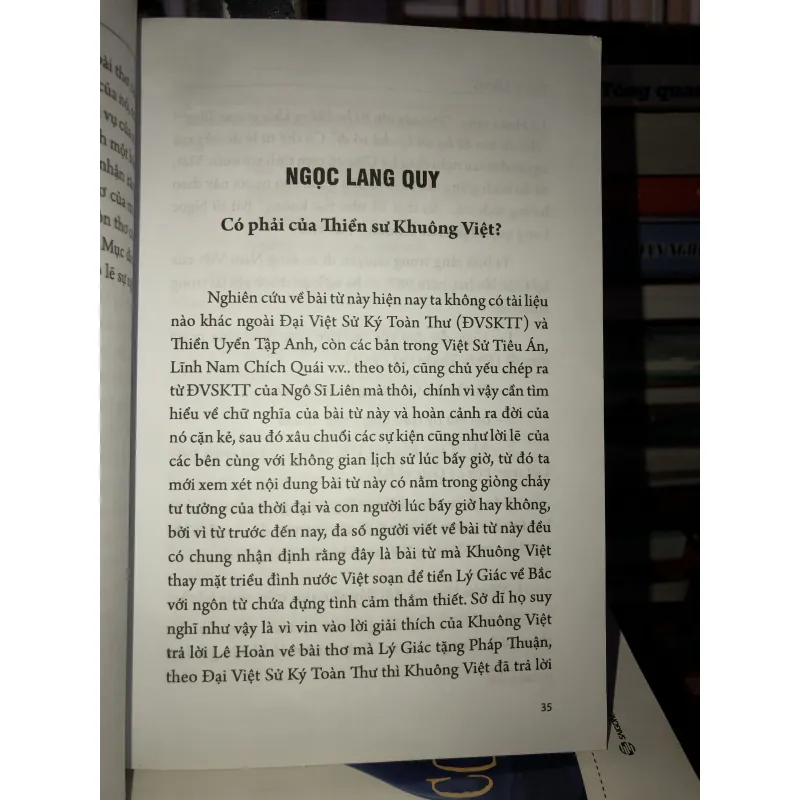 NGỌC LANG QUY
Có phải của Thiền sư Khuông Việt?
Nghiên cứu về bài từ này hiện nay ta không có tài liệu
nào khác ngoài Đại Việt Sử Ký Toàn Thư (ĐVSKTT) và
Thiền Uyển Tập Anh, còn các bản trong Việt Sử Tiêu Án,
Lĩnh Nam Chích Quái v.v.. theo tôi, cũng chủ yếu chép ra
từ ĐVSKTT của Ngô Sĩ Liên mà thôi, chính vì vậy cần tìm
hiểu về chữ nghĩa của bài từ này và hoàn cảnh ra đời của
nó cặn kẽ, sau đó xâu chuỗi các sự kiện cũng như lời lẽ của
các bên cùng với không gian lịch sử lúc bấy giờ, từ đó ta
mới xem xét nội dung bài từ này có nằm trong giòng chảy
tư tưởng của thời đại và con người lúc bấy giờ hay không,
bởi vì từ trước đến nay, đa số người viết về bài từ này đều
có chung nhận định rằng đây là bài từ mà Khuông Việt
thay mặt triều đình nước Việt soạn để tiễn Lý Giác về Bắc
với ngôn từ chứa đựng tình cảm thắm thiết. Sở dĩ họ suy
nghĩ như vậy là vì vin vào lời giải thích của Khuông Việt
trả lời Lê Hoàn về bài thơ mà Lý Giác tặng Pháp Thuận,
theo Đại Việt Sử Ký Toàn Thư thì Khuông Việt đã trả lời
35
Tổng qua